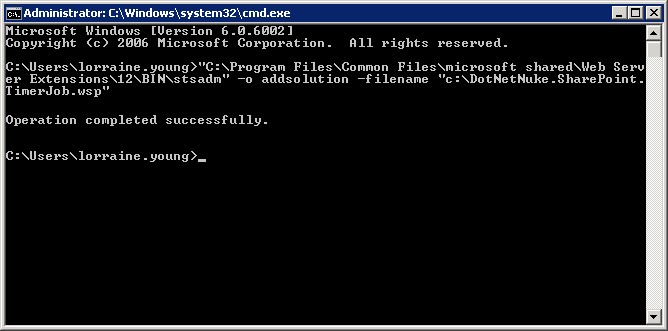 Administrator: C:\Windows\system32\cmd.exe
Microsoft Windows [Version 6.0.6002]
Copyright (c) 2006 Microsoft Corporation.  All rights reserved.
C:\Users\lorraine.young>"C:\Program Files\Common Files\microsoft shared\Web Serv
er Extensions\12\BIN\stsadm" -o addsolution -filename "c:\DotNetNuke.SharePoint.
TimerJob.wsp"
Operation completed successfully.
C:\Users\lorraine.young>_